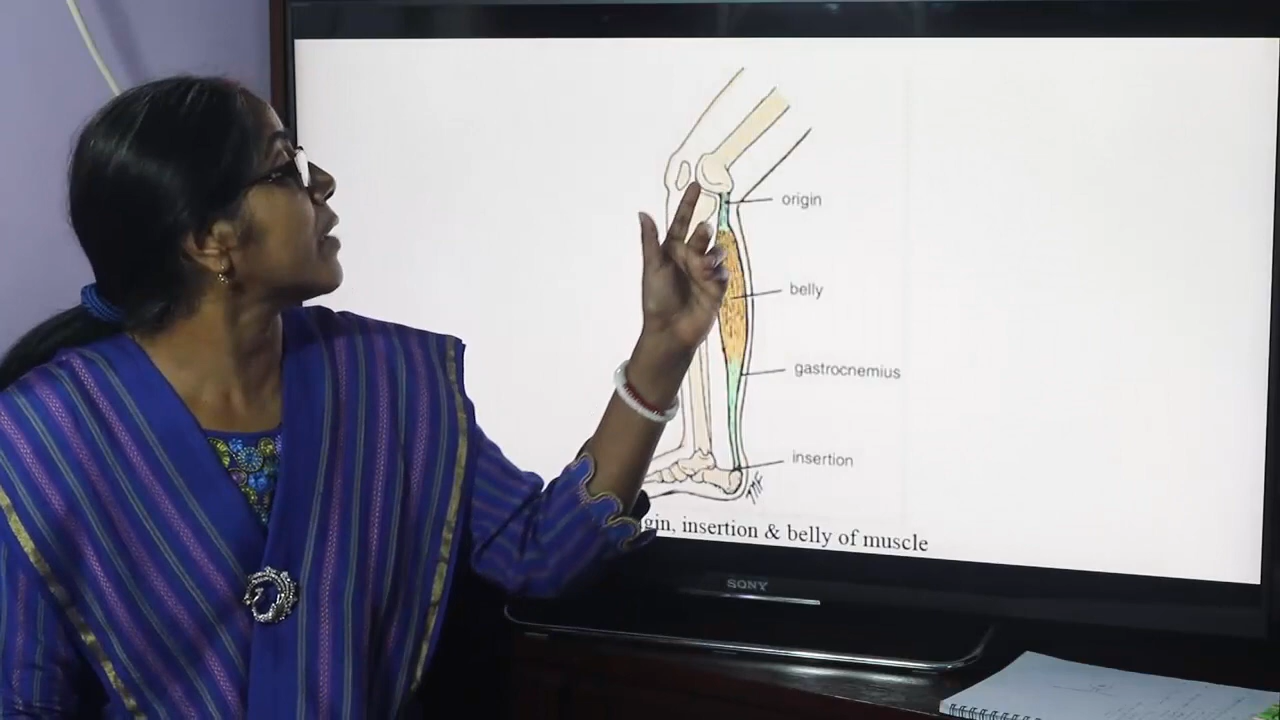 origin
belly
gastrocnemius
insertion
gin, insertion & belly of muscle
SONY